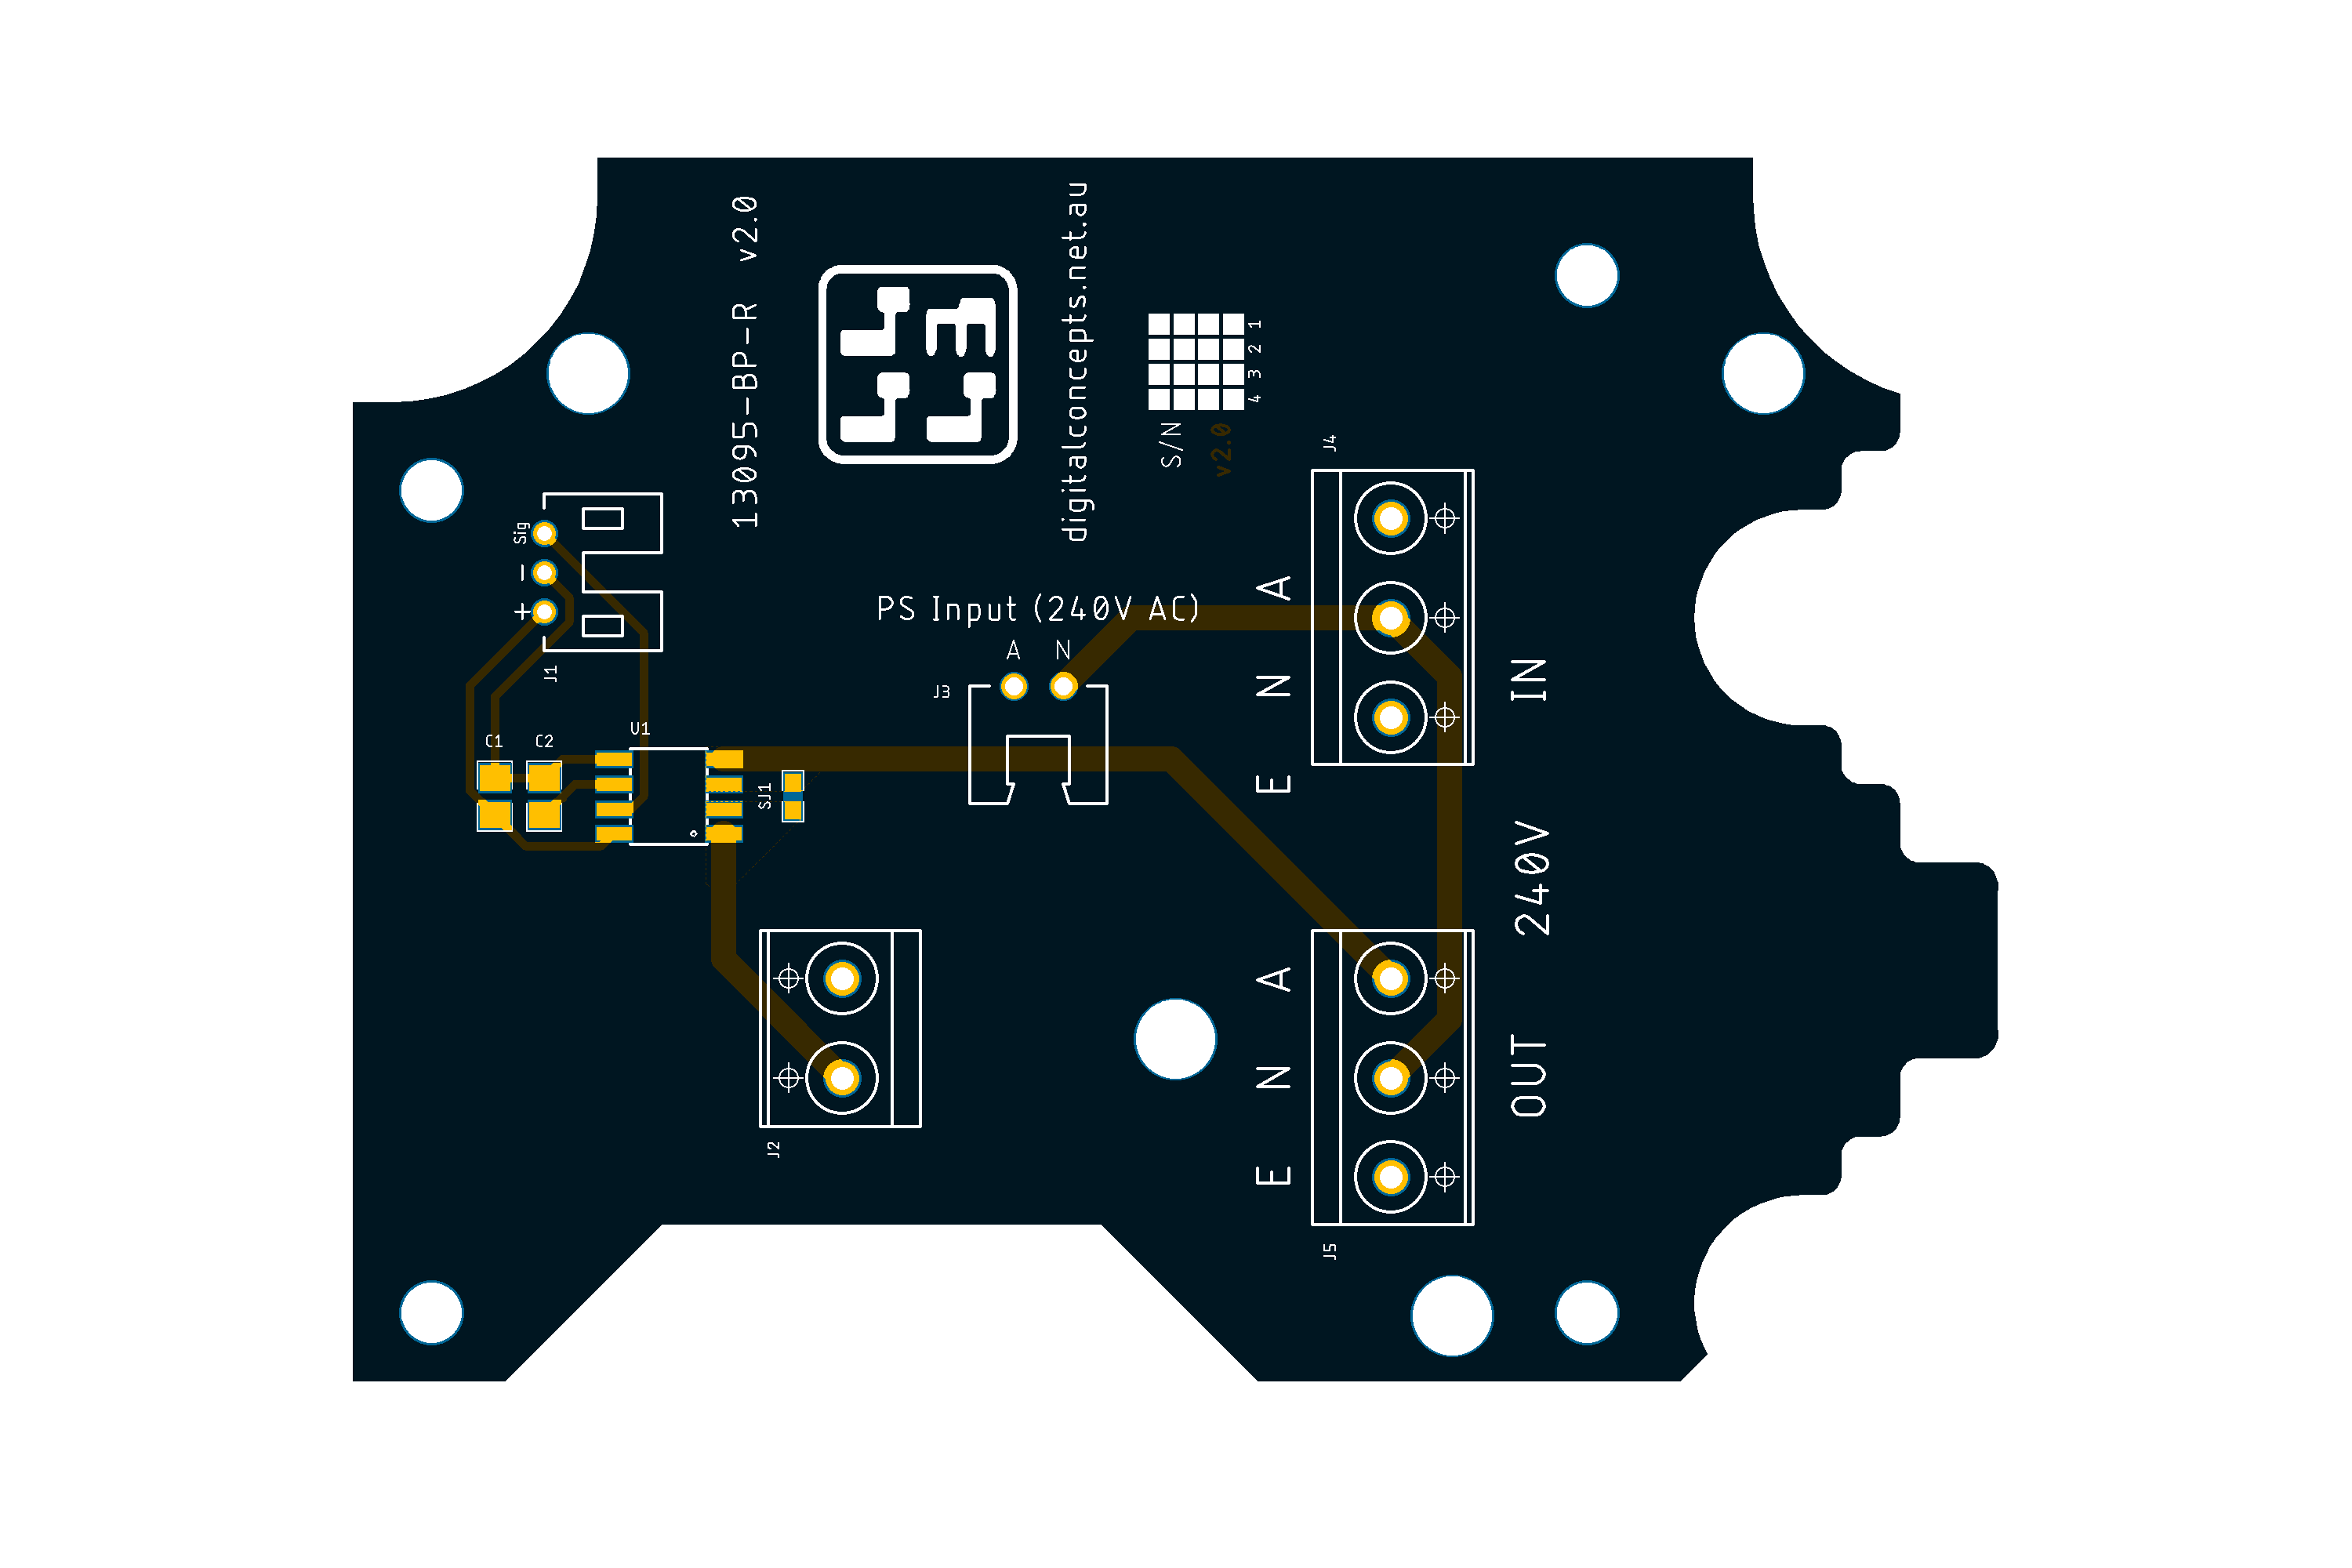 13095-BP-R v2.0
digitalconcepts.net.au
1
2
3
4
S/N
v2.0
J4
Sig
-
+
J1
PS Input (240V AC)
A
N
J3
A
N
E
IN
U1
C1
C2
SJ1
240V
A
N
E
OUT
J2
J5